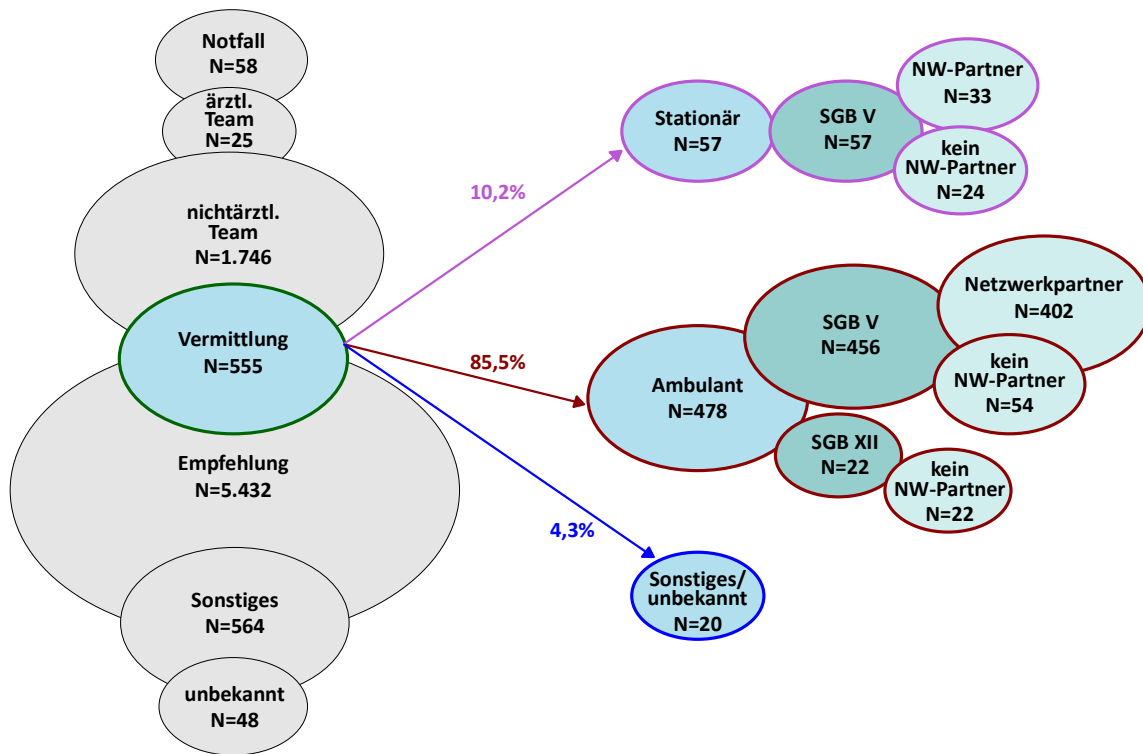 Notfall
N=58
ärztl.
Team
N=25
nichtärztl.
Team
N=1.746
Vermittlung
N=555
Empfehlung
N=5.432
Sonstiges
N=564
unbekannt
N=48
10,2%
85,5%
4,3%
Stationär
N=57
SGB V
N=57
NW-Partner
N=33
kein
NW-Partner
N=24
Ambulant
N=478
SGB V
N=456
Netzwerkpartner
N=402
kein
NW-Partner
N=54
SGB XII
N=22
kein
NW-Partner
N=22
Sonstiges/
unbekannt
N=20